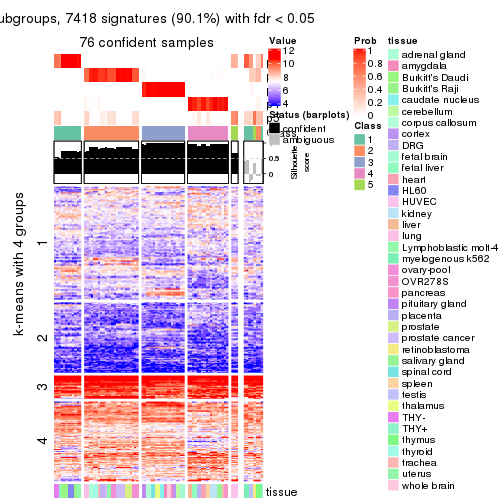 ubgroups, 7418 signatures (90.1%) with fdr < 0.05
76 confident samples
Value
12
10
8
6
4
Status (barplots)
confident
ambiguous
Prob
1
0.8
0.6
0.4
0.2
0
Class
1
2
3
4
5
0.5
0
Silhouette
score
k-means with 4 groups
1
2
3
4
tissue
tissue
adrenal gland
amygdala
Burkitt's Daudi
Burkitt's Raji
caudate nucleus
cerebellum
corpus callosum
cortex
DRG
fetal brain
fetal liver
heart
HL60
HUVEC
kidney
liver
lung
Lymphoblastic molt-4
myelogenous k562
ovary-pool
OVR278S
pancreas
pituitary gland
placenta
prostate
prostate cancer
retinoblastoma
salivary gland
spinal cord
spleen
testis
thalamus
THY-
THY+
thymus
thyroid
trachea
uterus
whole brain